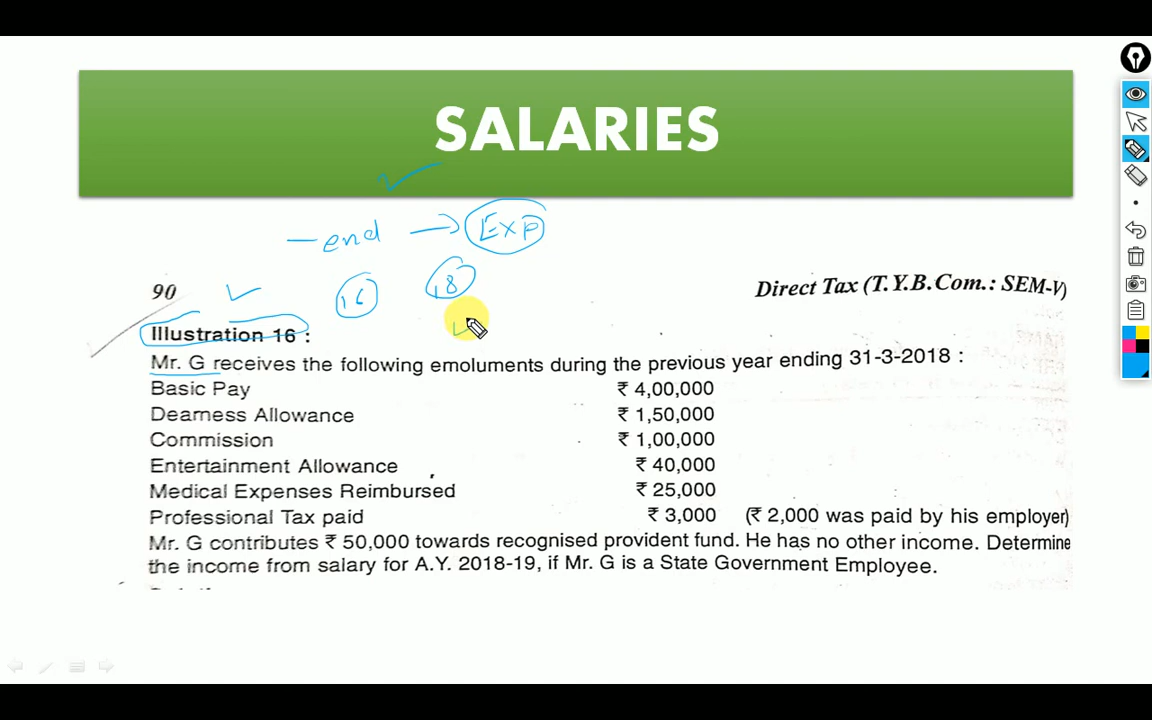 SALARIES
— end → Exp
16 18
90 Direct Tax (T.Y.B.Com.: SEM-V)
Illustration 16 :
Mr. G receives the following emoluments during the previous year ending 31-3-2018 :
Basic Pay ₹ 4,00,000
Dearness Allowance ₹ 1,50,000
Commission ₹ 1,00,000
Entertainment Allowance ₹ 40,000
Medical Expenses Reimbursed ₹ 25,000
Professional Tax paid ₹ 3,000 (₹ 2,000 was paid by his employer)
Mr. G contributes ₹ 50,000 towards recognised provident fund. He has no other income. Determine
the income from salary for A.Y. 2018-19, if Mr. G is a State Government Employee.